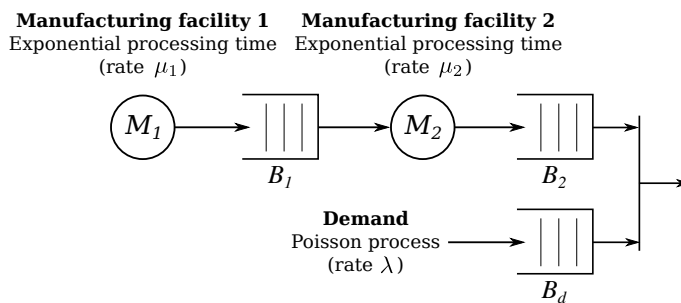 Manufacturing facility 1
Exponential processing time
(rate μ₁)
Manufacturing facility 2
Exponential processing time
(rate μ₂)
M₁
B₁
M₂
B₂
Demand
Poisson process
(rate λ)
B_d